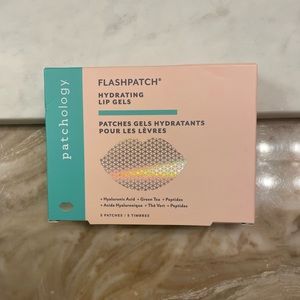 patchology
FLASHPATCH®
HYDRATING
LIP GELS
PATCHES GELS HYDRATANTS
POUR LES LÈVRES
• Hyaluronic Acid • Green Tea • Peptides
• Acide Hyaluronique • Thé Vert • Peptides
5 PATCHES / 5 TIMBRES